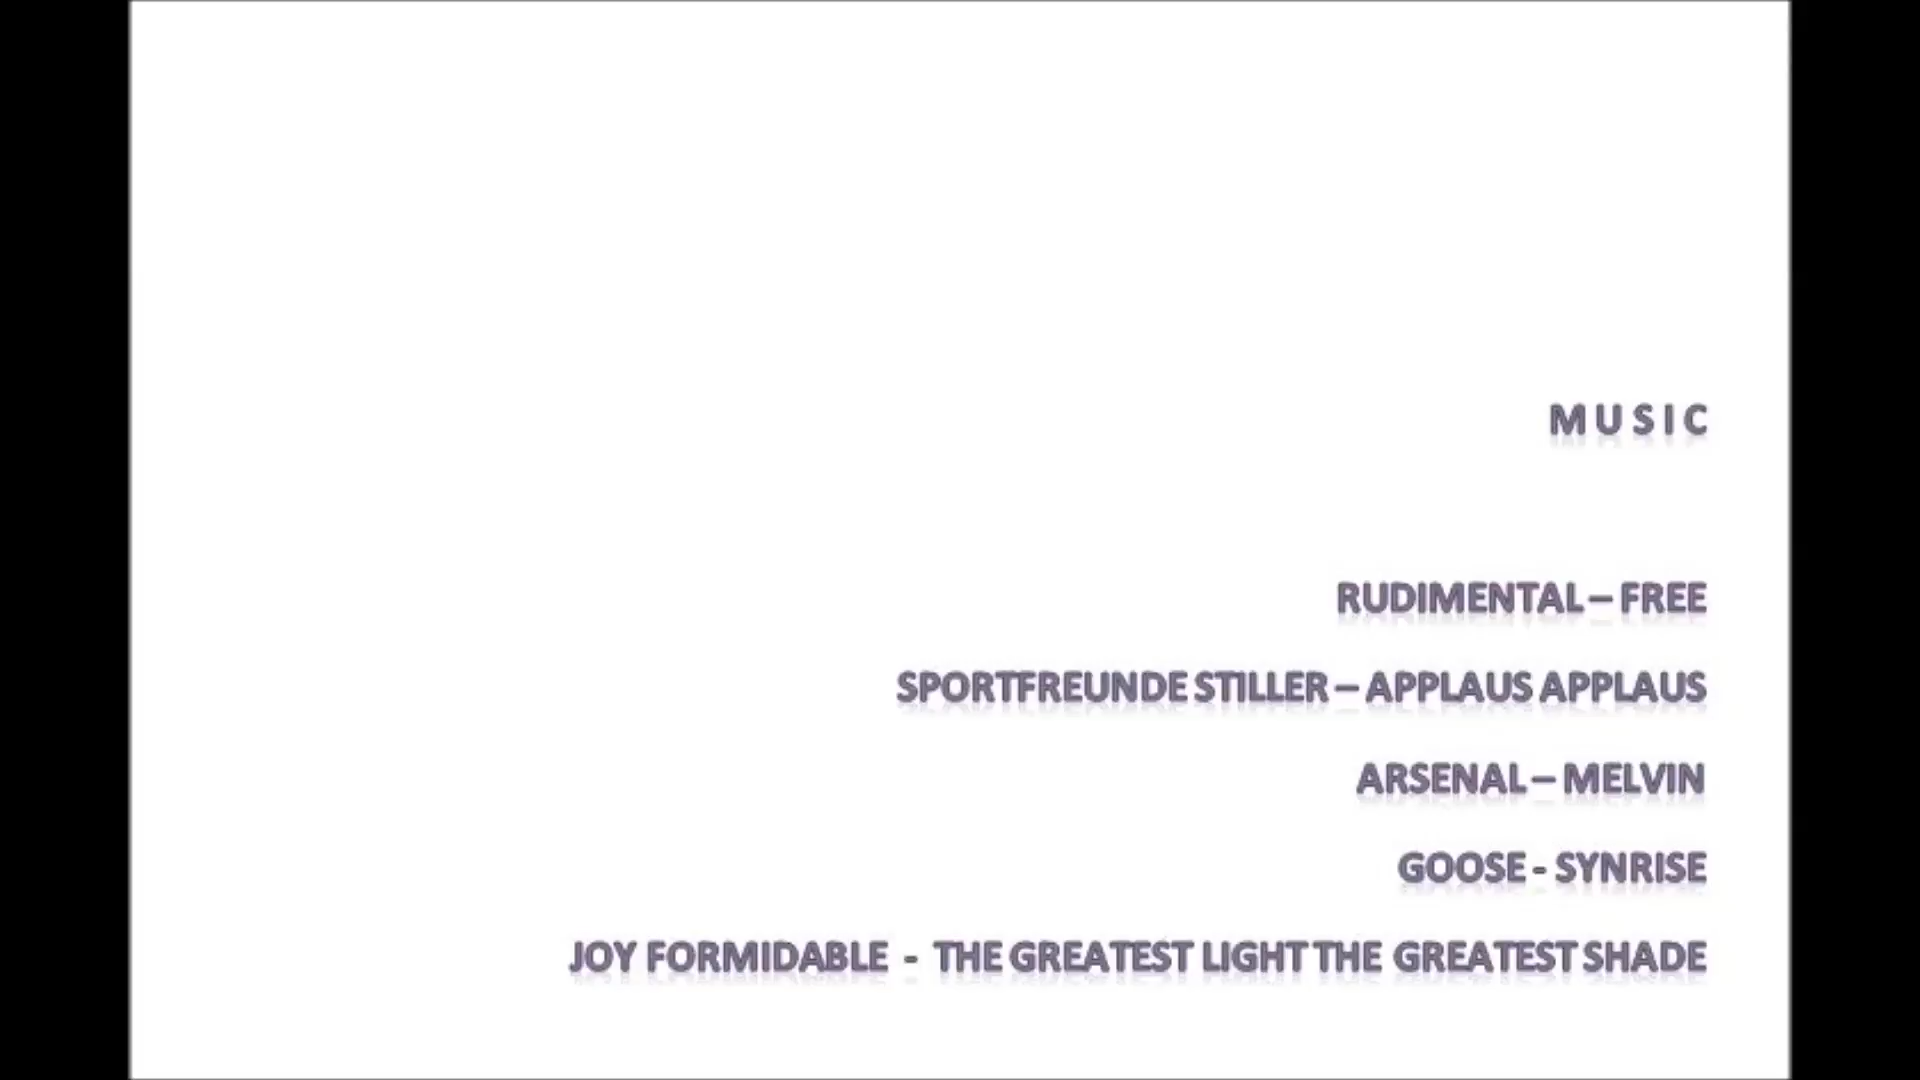 MUSIC
RUDIMENTAL – FREE
SPORTFREUNDE STILLER – APPLAUS APPLAUS
ARSENAL – MELVIN
GOOSE - SYNRISE
JOY FORMIDABLE - THE GREATEST LIGHT THE GREATEST SHADE